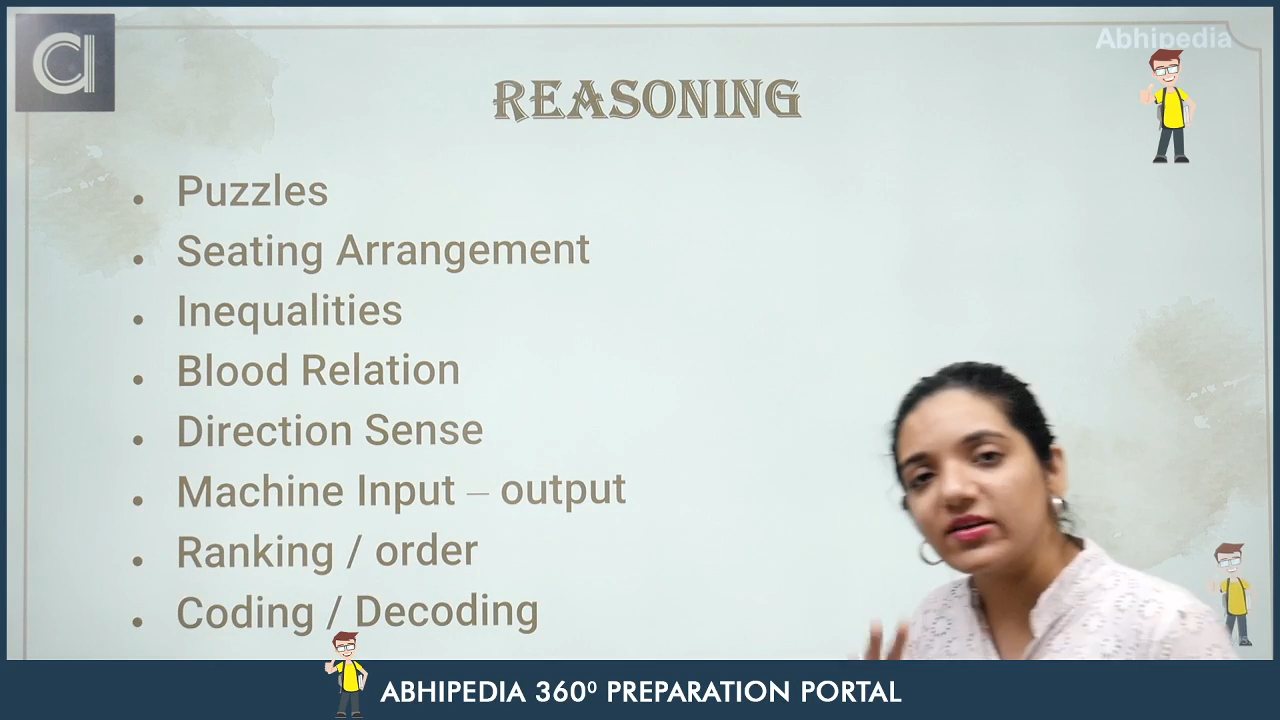 Abhipedia
REASONING
• Puzzles
• Seating Arrangement
• Inequalities
• Blood Relation
• Direction Sense
• Machine Input – output
• Ranking / order
• Coding / Decoding
ABHIPEDIA 360º PREPARATION PORTAL